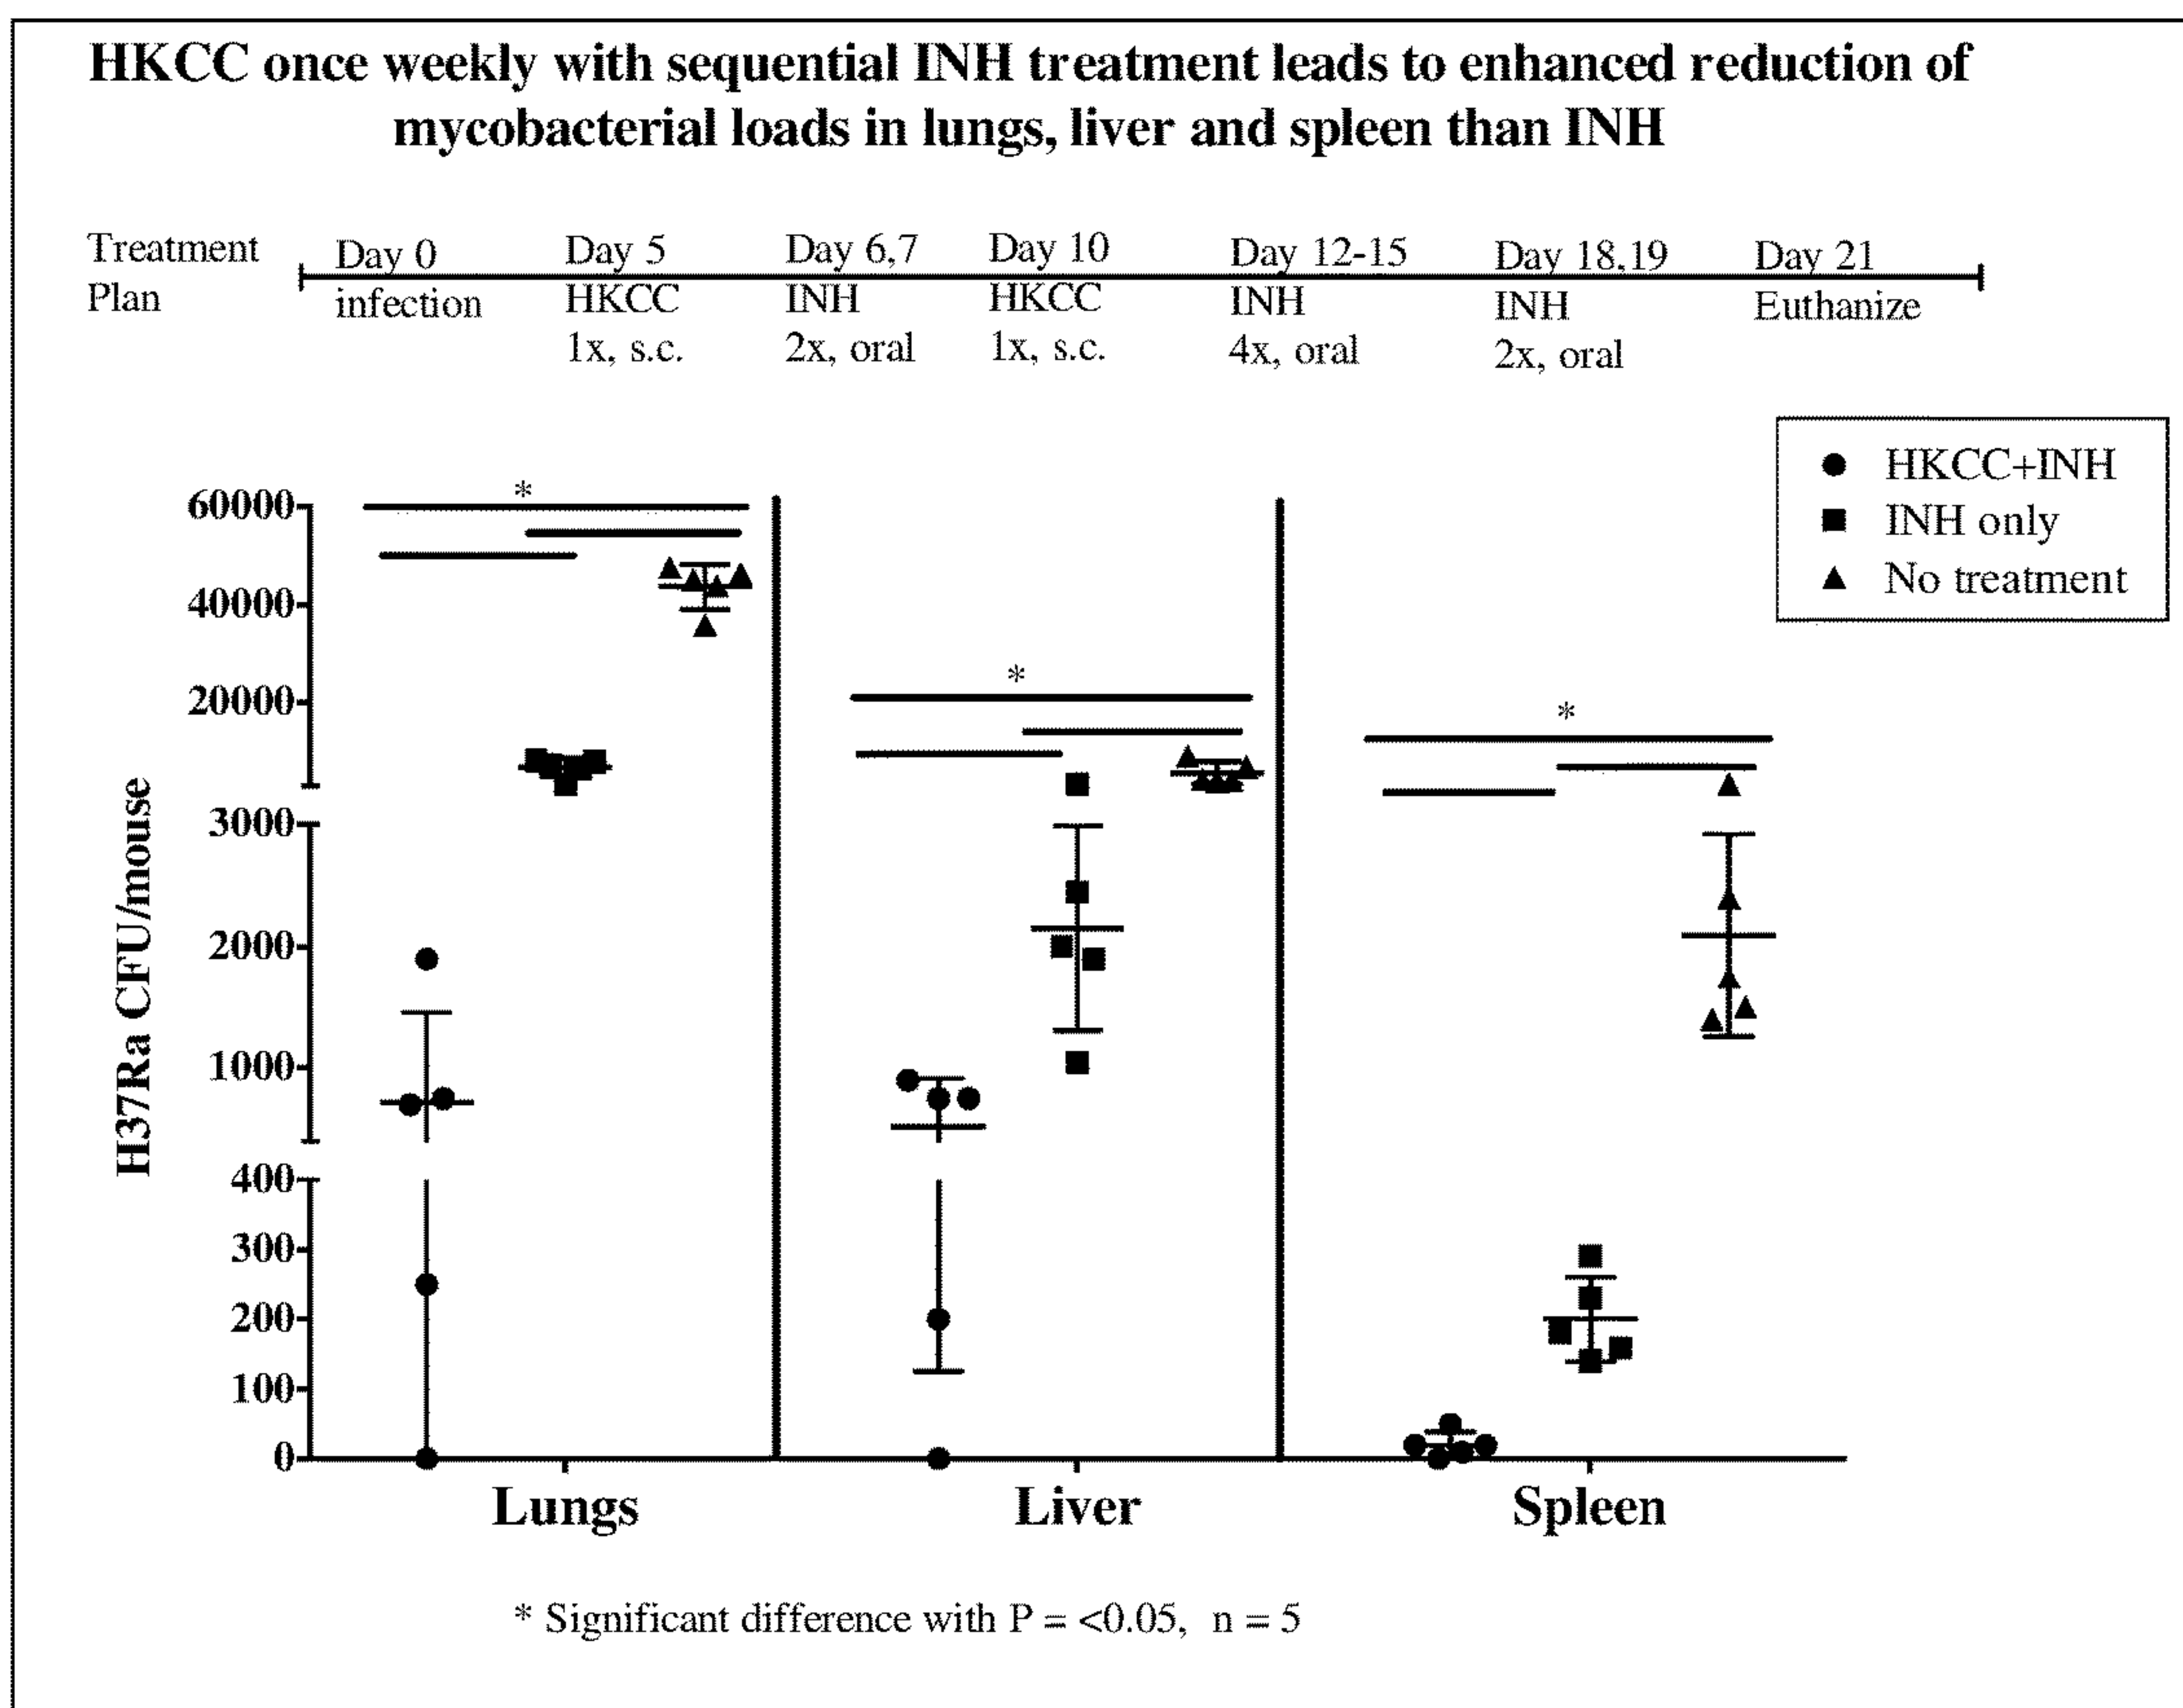 HKCC once weekly with sequential INH treatment leads to enhanced reduction of
mycobacterial loads in lungs, liver and spleen than INH
Treatment Plan
Day 0 infection
Day 5 HKCC 1x, s.c.
Day 6,7 INH 2x, oral
Day 10 HKCC 1x, s.c.
Day 12-15 INH 4x, oral
Day 18,19 INH 2x, oral
Day 21 Euthanize
HKCC+INH
INH only
No treatment
H37Ra CFU/mouse
60000
40000
20000
3000
2000
1000
400
300
200
100
0
*
*
*
Lungs
Liver
Spleen
* Significant difference with P = <0.05, n = 5